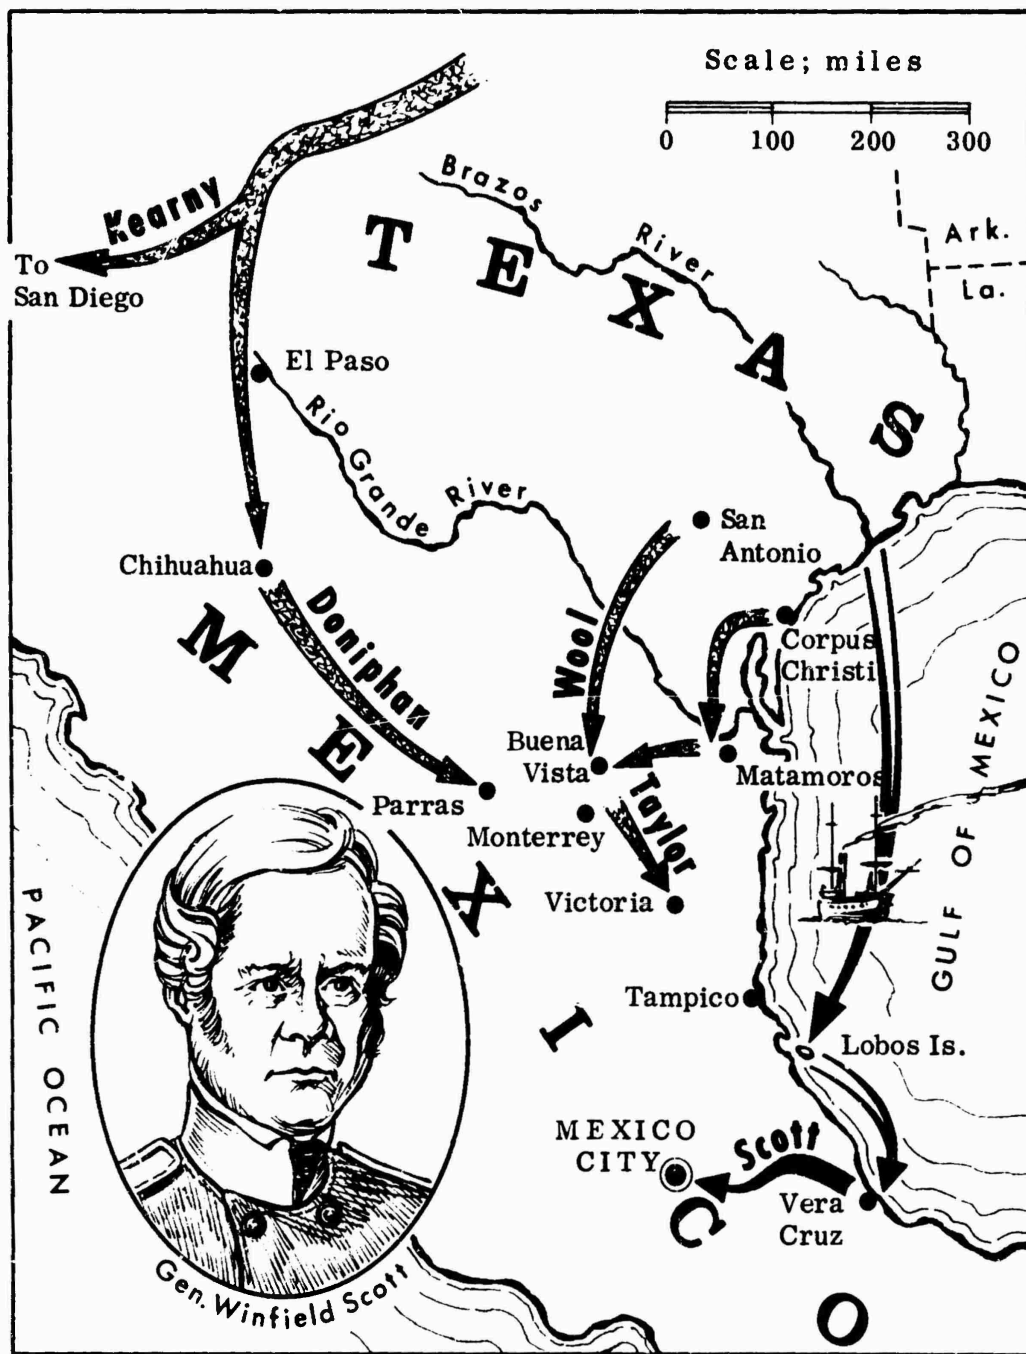 Scale; miles
0 100 200 300
Kearny
To
San Diego
Brazos River
TEXAS
Ark.
La.
El Paso
Rio Grande River
San
Antonio
Chihuahua
Doniphan
Wool
Corpus
Christi
Buena
Vista
Matamoros
Parras
Monterrey
Taylor
Victoria
GULF OF MEXICO
PACIFIC OCEAN
Tampico
Lobos Is.
MEXICO
CITY
Scott
Vera
Cruz
MEXICO
Gen. Winfield Scott